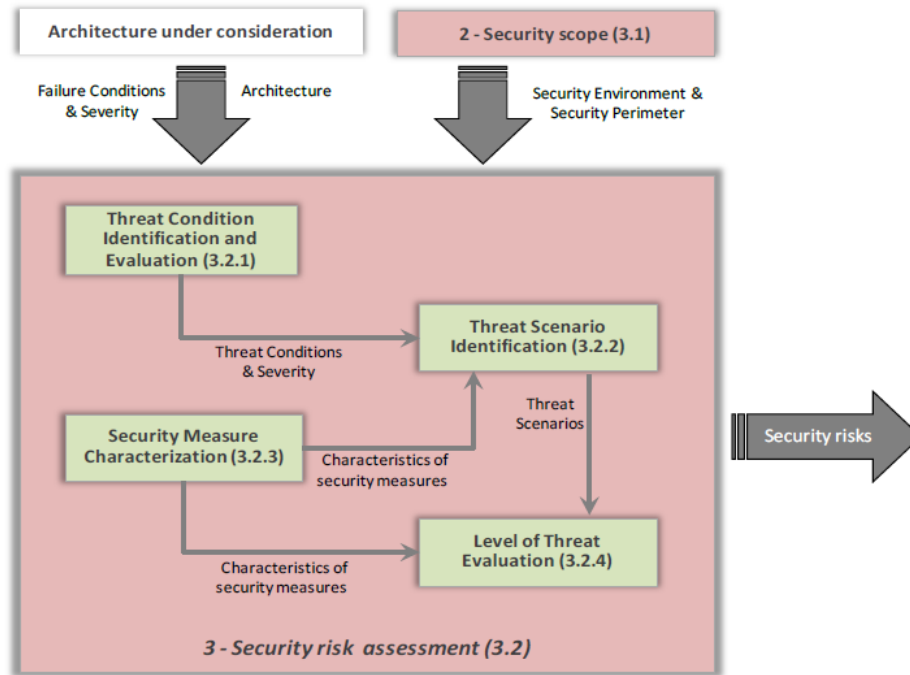 Architecture under consideration
2 - Security scope (3.1)
Failure Conditions
& Severity
Architecture
Security Environment &
Security Perimeter
Threat Condition
Identification and
Evaluation (3.2.1)
Threat Scenario
Identification (3.2.2)
Threat Conditions
& Severity
Threat
Scenarios
Security risks
Security Measure
Characterization (3.2.3)
Characteristics of
security measures
Level of Threat
Evaluation (3.2.4)
Characteristics of
security measures
3 - Security risk assessment (3.2)